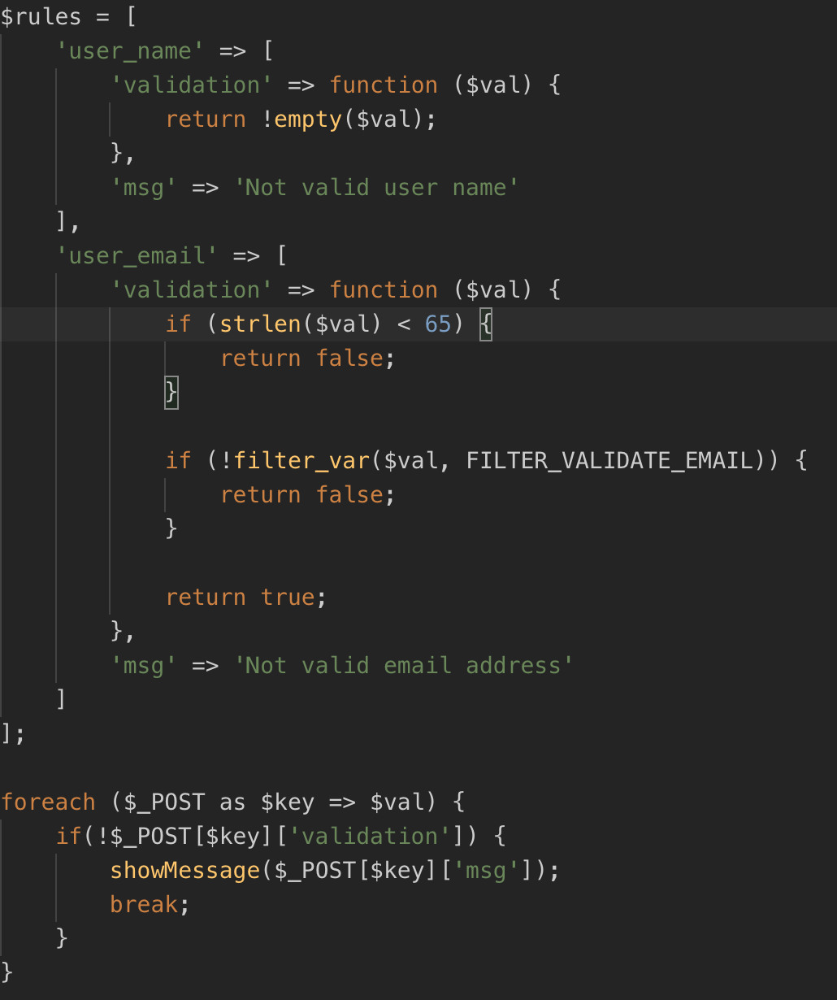 $rules = [
    'user_name' => [
        'validation' => function ($val) {
            return !empty($val);
        },
        'msg' => 'Not valid user name'
    ],
    'user_email' => [
        'validation' => function ($val) {
            if (strlen($val) < 65) {
                return false;
            }

            if (!filter_var($val, FILTER_VALIDATE_EMAIL)) {
                return false;
            }

            return true;
        },
        'msg' => 'Not valid email address'
    ]
];

foreach ($_POST as $key => $val) {
    if(!$_POST[$key]['validation']) {
        showMessage($_POST[$key]['msg']);
        break;
    }
}